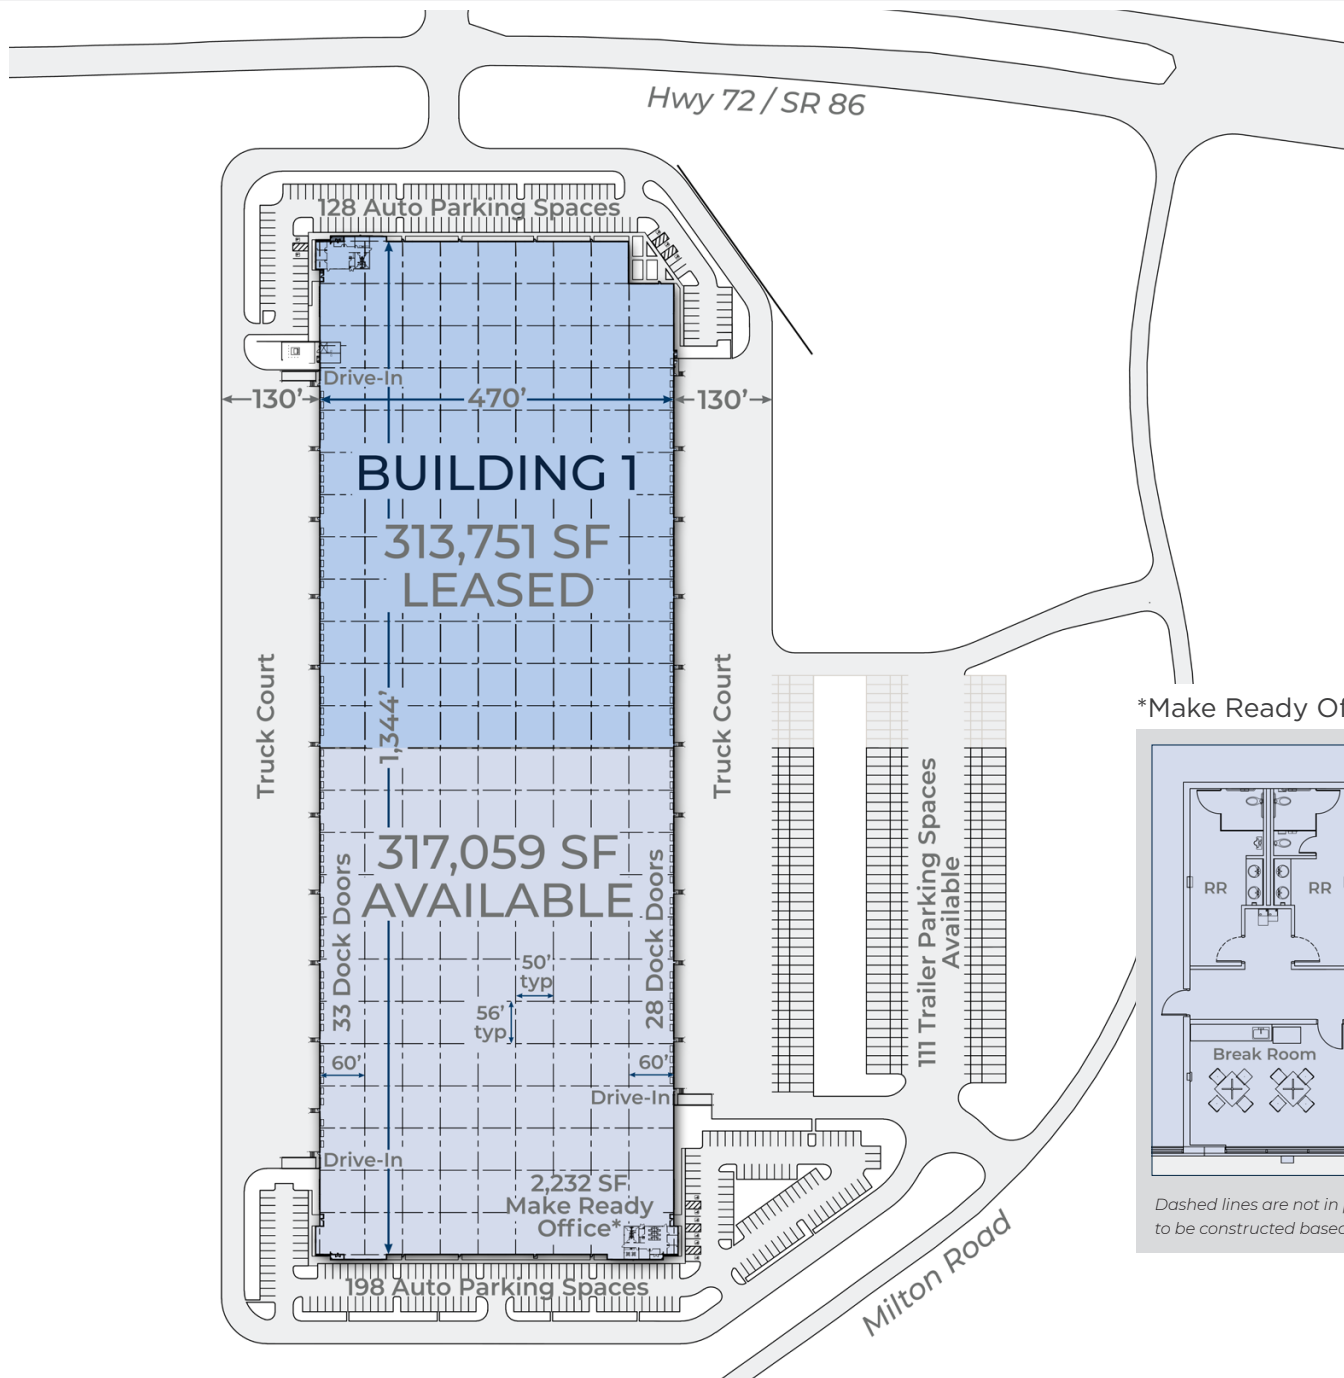 Hwy 72 / SR 86
128 Auto Parking Spaces
Drive-In
130’
470’
130’
BUILDING 1
313,751 SF
LEASED
Truck Court
1,344’
Truck Court
317,059 SF
AVAILABLE
33 Dock Doors
28 Dock Doors
50’
typ
56’
typ
60’
60’
Drive-In
Drive-In
2,232 SF
Make Ready
Office*
198 Auto Parking Spaces
111 Trailer Parking Spaces
Available
Milton Road
*Make Ready Of
RR
RR
Break Room
Dashed lines are not in
to be constructed based